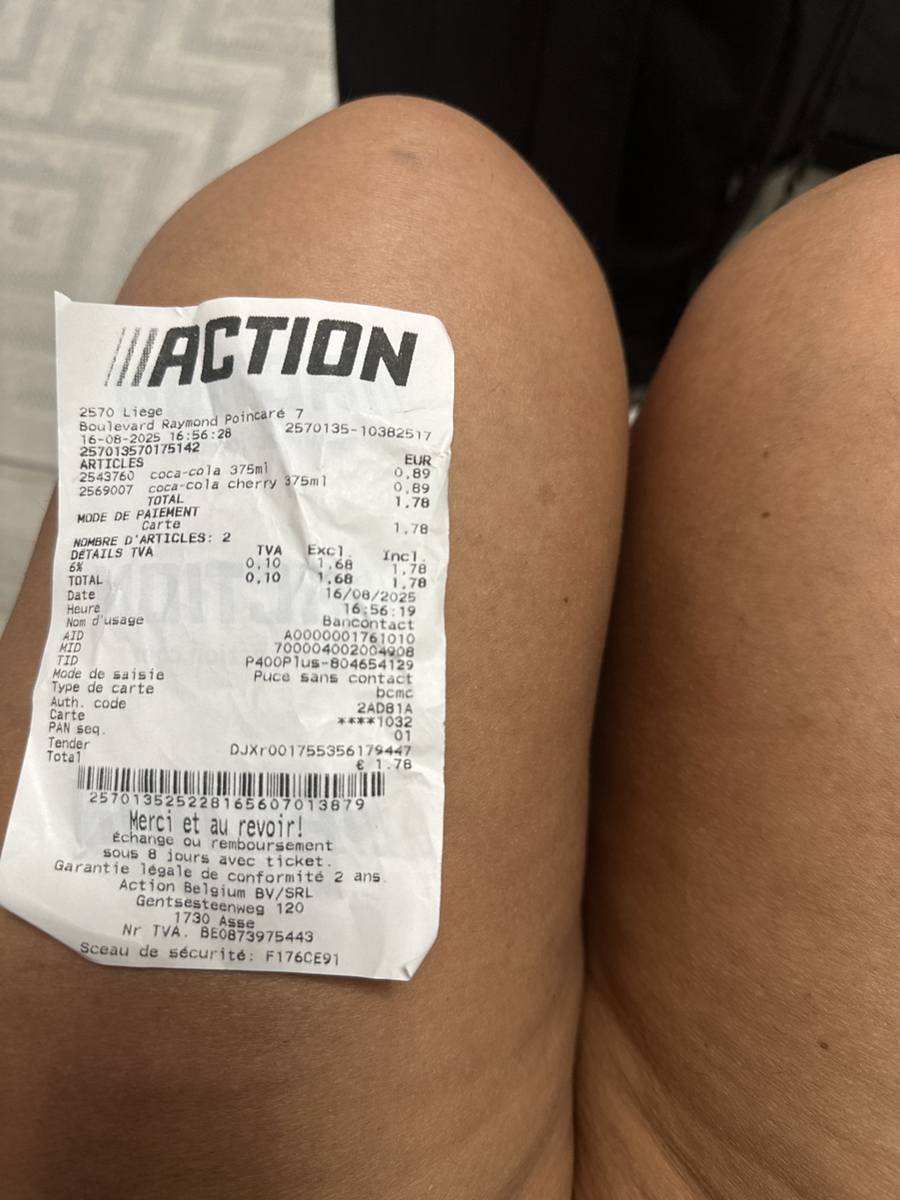 ACTION
2570 Liege
Boulevard Raymond Poincaré 7
16-08-2025 16:56:28 2570135-10382517
257013570175142
ARTICLES EUR
2543760 coca-cola 375ml 0,89
2569007 coca-cola cherry 375ml 0,89
TOTAL 1,78
MODE DE PAIEMENT
Carte 1,78
NOMBRE D'ARTICLES: 2
DÉTAILS TVA TVA Excl. Incl.
6% 0,10 1,68 1,78
TOTAL 0,10 1,68 1,78
Date 16/08/2025
Heure 16:56:19
Nom d'usage Bancontact
AID A0000001761010
MID 700004002004908
TID P400Plus-804654129
Mode de saisie Puce sans contact
Type de carte bcmc
Auth. code 2AD81A
Carte ****1032
PAN seq. 01
Tender DJXr001755356179447
Total € 1.78
257013525228165607013879
Merci et au revoir!
Échange ou remboursement
sous 8 jours avec ticket.
Garantie légale de conformité 2 ans.
Action Belgium BV/SRL
Gentsesteenweg 120
1730 Asse
Nr TVA. BE0873975443
Sceau de sécurité: F176CE91